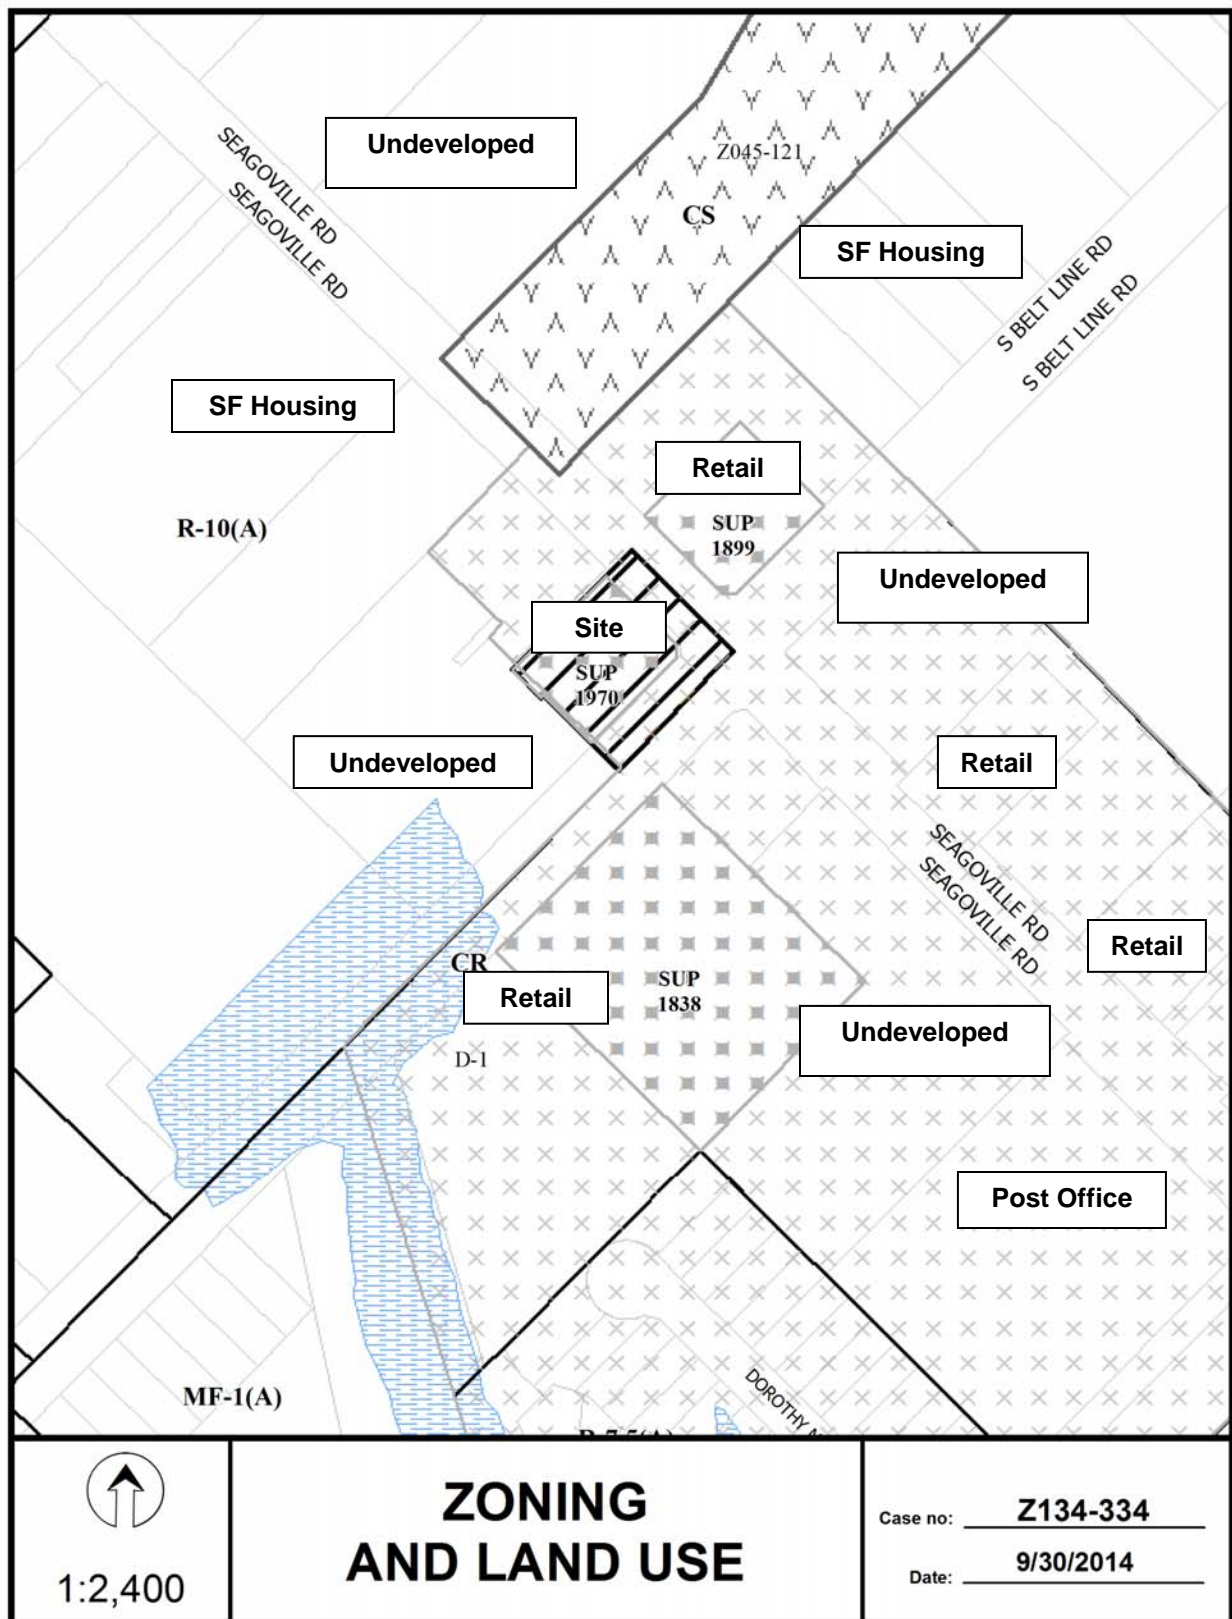 Undeveloped
SEAGOVILLE RD
SEAGOVILLE RD
Z045-121
CS
SF Housing
S BELT LINE RD
S BELT LINE RD
SF Housing
Retail
R-10(A)
SUP
1899
Undeveloped
Site
SUP
1970
Undeveloped
Retail
SEAGOVILLE RD
SEAGOVILLE RD
Retail
CR
Retail
SUP
1838
Undeveloped
D-1
Post Office
MF-1(A)
DOROTHY
R-7.5(A)
1:2,400
ZONING
AND LAND USE
Case no: Z134-334
Date: 9/30/2014